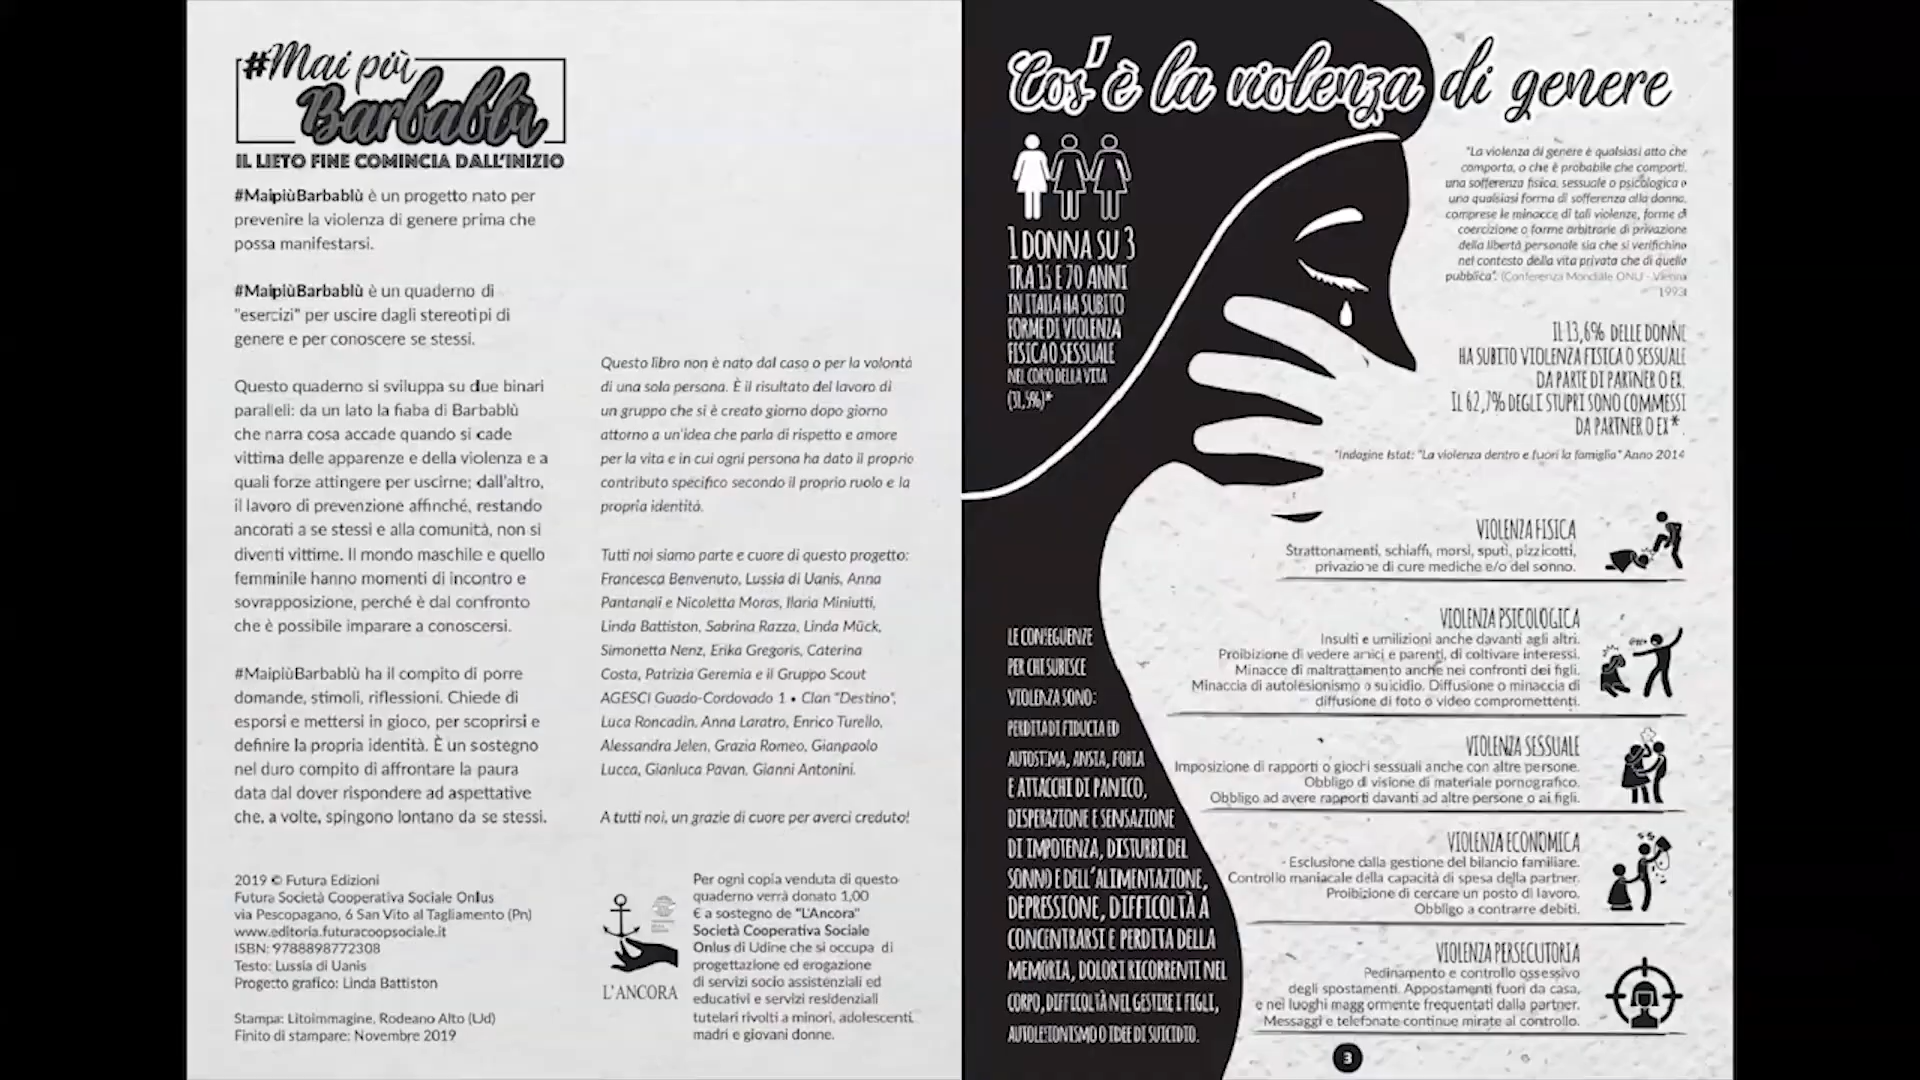 #Mai più
Barbablù
IL LIETO FINE COMINCIA DALL'INIZIO
#MaipiùBarbablù è un progetto nato per
prevenire la violenza di genere prima che
possa manifestarsi.
#MaipiùBarbablù è un quaderno di
"esercizi" per uscire dagli stereotipi di
genere e per conoscere se stessi.
Questo quaderno si sviluppa su due binari
paralleli: da un lato la fiaba di Barbablù
che narra cosa accade quando si cade
vittima delle apparenze e della violenza e a
quali forze attingere per uscirne; dall'altro,
il lavoro di prevenzione affinché, restando
ancorati a se stessi e alla comunità, non si
diventi vittime. Il mondo maschile e quello
femminile hanno momenti di incontro e
sovrapposizione, perché è dal confronto
che è possibile imparare a conoscersi.
#MaipiùBarbablù ha il compito di porre
domande, stimoli, riflessioni. Chiede di
esporsi e mettersi in gioco, per scoprirsi e
definire la propria identità. È un sostegno
nel duro compito di affrontare la paura
data dal dover rispondere ad aspettative
che, a volte, spingono lontano da se stessi.
2019 © Futura Edizioni
Futura Società Cooperativa Sociale Onlus
via Pescopagano, 6 San Vito al Tagliamento (Pn)
www.editoria.futuracoopsociale.it
ISBN: 9788898772308
Testo: Lussia di Uanis
Progetto grafico: Linda Battiston
Stampa: Litoimmagine, Rodeano Alto (Ud)
Finito di stampare: Novembre 2019
Questo libro non è nato dal caso o per la volontà
di una sola persona. È il risultato del lavoro di
un gruppo che si è creato giorno dopo giorno
attorno a un'idea che parla di rispetto e amore
per la vita e in cui ogni persona ha dato il proprio
contributo specifico secondo il proprio ruolo e la
propria identità.
Tutti noi siamo parte e cuore di questo progetto:
Francesca Benvenuto, Lussia di Uanis, Anna
Pantanali e Nicoletta Moras, Ilaria Miniutti,
Linda Battiston, Sabrina Razza, Linda Mück,
Simonetta Nenz, Erika Gregoris, Caterina
Costa, Patrizia Geremia e il Gruppo Scout
AGESCI Guado-Cordovado 1 • Clan "Destino",
Luca Roncadin, Anna Laratro, Enrico Turello,
Alessandra Jelen, Grazia Romeo, Gianpaolo
Lucca, Gianluca Pavan, Gianni Antonini.
A tutti noi, un grazie di cuore per averci creduto!
L'ANCORA
Per ogni copia venduta di questo
quaderno verrà donato 1,00
€ a sostegno de "L'Ancora"
Società Cooperativa Sociale
Onlus di Udine che si occupa di
progettazione ed erogazione
di servizi socio assistenziali ed
educativi e servizi residenziali
tutelari rivolti a minori, adolescenti,
madri e giovani donne.
Cos'è la violenza di genere
1 DONNA SU 3
TRA 15 E 70 ANNI
IN ITALIA HA SUBITO
FORME DI VIOLENZA
FISICA O SESSUALE
NEL CORSO DELLA VITA
(31,5%)*
"La violenza di genere è qualsiasi atto che
comporta, o che è probabile che comporti,
una sofferenza fisica, sessuale o psicologica o
una qualsiasi forma di sofferenza alla donna,
comprese le minacce di tali violenze, forme di
coercizione o forme arbitrarie di privazione
della libertà personale sia che si verifichino
nel contesto della vita privata che di quella
pubblica". (Conferenza Mondiale ONU - Vienna
1993)
IL 13,6% DELLE DONNE
HA SUBITO VIOLENZA FISICA O SESSUALE
DA PARTE DI PARTNER O EX.
IL 62,7% DEGLI STUPRI SONO COMMESSI
DA PARTNER O EX*.
*Indagine Istat: "La violenza dentro e fuori la famiglia" Anno 2014
VIOLENZA FISICA
Strattonamenti, schiaffi, morsi, sputi, pizzicotti,
privazione di cure mediche e/o del sonno.
VIOLENZA PSICOLOGICA
Insulti e umilizioni anche davanti agli altri.
Proibizione di vedere amici e parenti, di coltivare interessi.
Minacce di maltrattamento anche nei confronti dei figli.
Minaccia di autolesionismo o suicidio. Diffusione o minaccia di
diffusione di foto o video compromettenti.
VIOLENZA SESSUALE
Imposizione di rapporti o giochi sessuali anche con altre persone.
Obbligo di visione di materiale pornografico.
Obbligo ad avere rapporti davanti ad altre persone o ai figli.
VIOLENZA ECONOMICA
- Esclusione dalla gestione del bilancio familiare.
Controllo maniacale della capacità di spesa della partner.
Proibizione di cercare un posto di lavoro.
Obbligo a contrarre debiti.
VIOLENZA PERSECUTORIA
Pedinamento e controllo ossessivo
degli spostamenti. Appostamenti fuori da casa,
e nei luoghi maggiormente frequentati dalla partner.
Messaggi e telefonate continue mirate al controllo.
LE CONSEGUENZE
PER CHI SUBISCE
VIOLENZA SONO:
PERDITA DI FIDUCIA ED
AUTOSTIMA, ANSIA, FOBIA
E ATTACCHI DI PANICO,
DISPERAZIONE E SENSAZIONE
DI IMPOTENZA, DISTURBI DEL
SONNO E DELL'ALIMENTAZIONE,
DEPRESSIONE, DIFFICOLTÀ A
CONCENTRARSI E PERDITA DELLA
MEMORIA, DOLORI RICORRENTI NEL
CORPO, DIFFICOLTÀ NEL GESTIRE I FIGLI,
AUTOLESIONISMO O IDEE DI SUICIDIO.
3